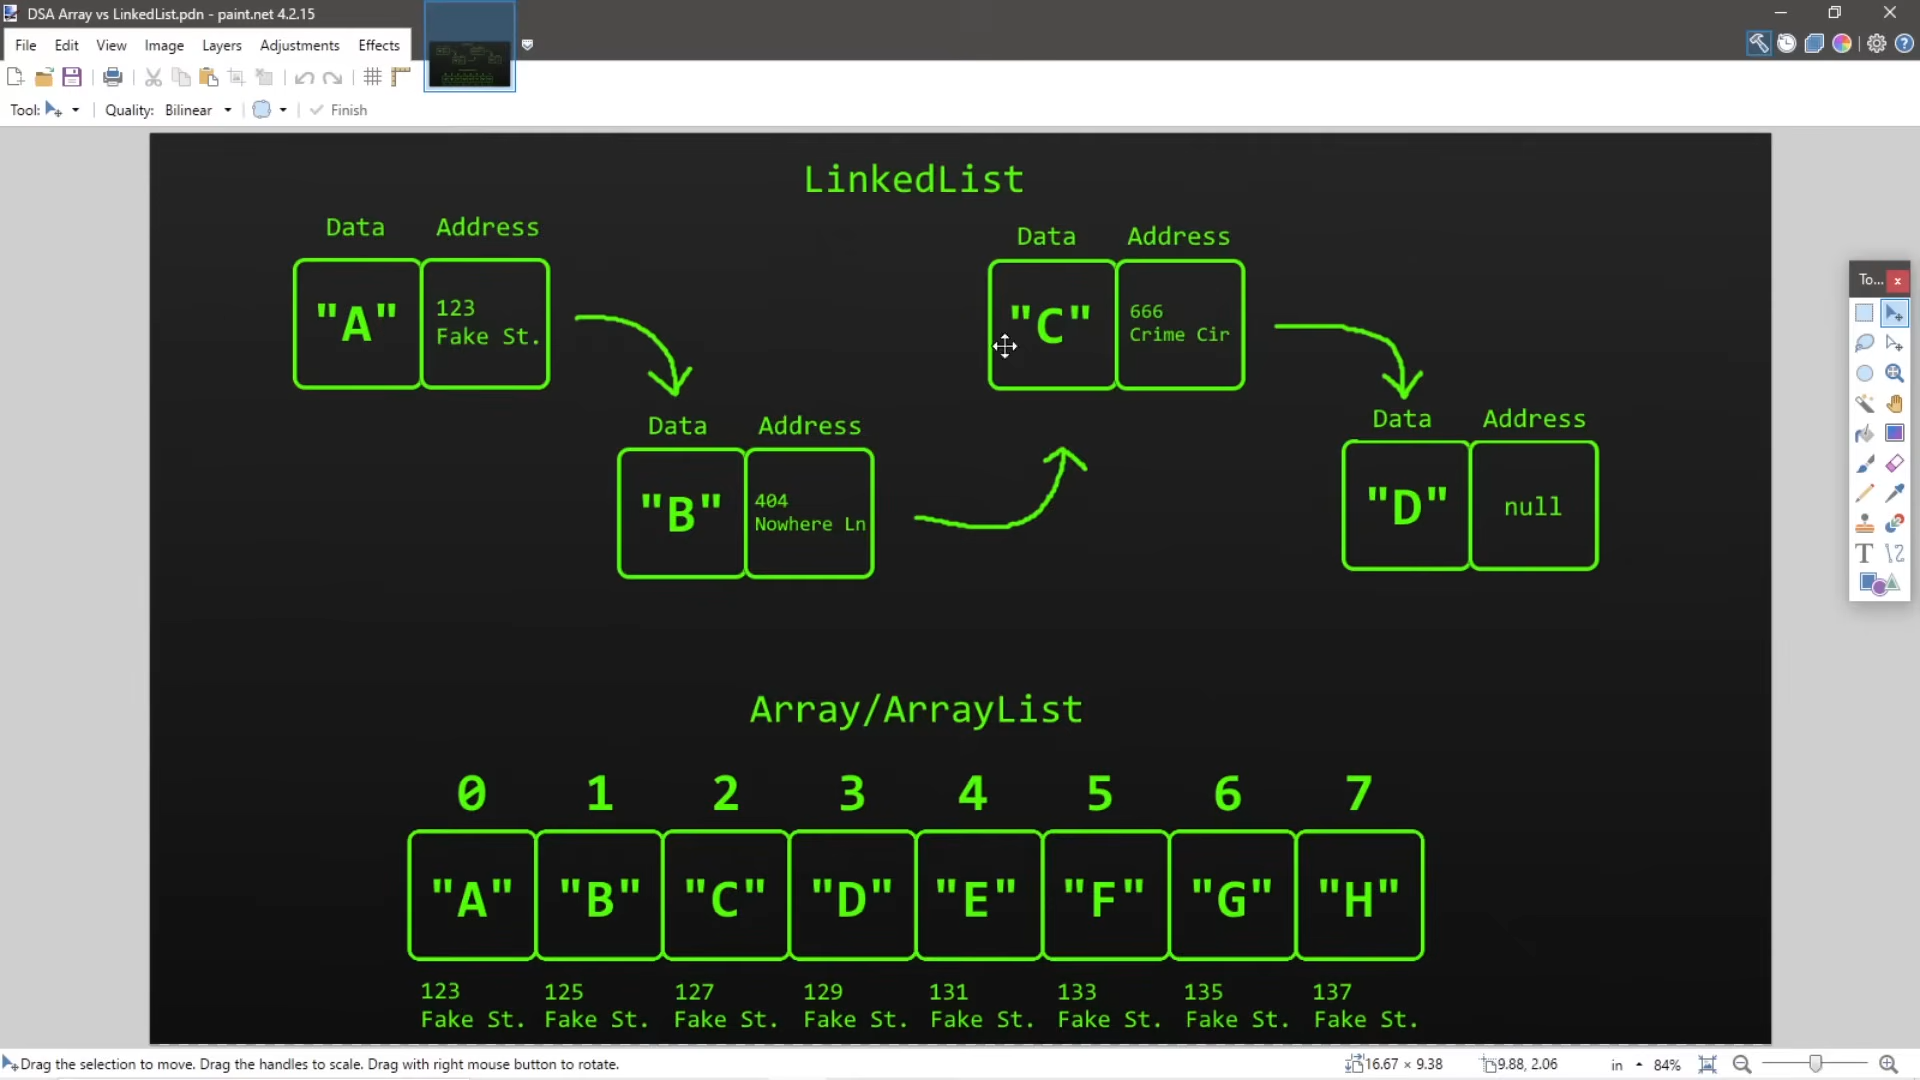 DSA Array vs LinkedList.pdn - paint.net 4.2.15
File Edit View Image Layers Adjustments Effects
Tool: Quality: Bilinear Finish
LinkedList
Data Address
"A" 123
Fake St.
Data Address
"B" 404
Nowhere Ln
Data Address
"C" 666
Crime Cir
Data Address
"D" null
To...
Array/ArrayList
0 1 2 3 4 5 6 7
"A" "B" "C" "D" "E" "F" "G" "H"
123 125 127 129 131 133 135 137
Fake St. Fake St. Fake St. Fake St. Fake St. Fake St. Fake St. Fake St.
Drag the selection to move. Drag the handles to scale. Drag with right mouse button to rotate. 16.67 × 9.38 9.88, 2.06 in 84%